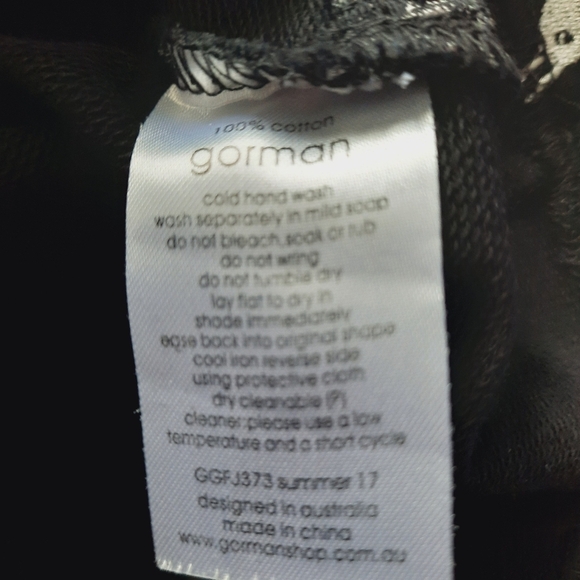 100% cotton
gorman
cold hand wash
wash separately in mild soap
do not bleach,soak or rub
do not wring
do not tumble dry
lay flat to dry in
shade immediately
ease back into original shape
cool iron reverse side
using protective cloth
dry cleanable (P)
cleaner:please use a low
temperature and a short cycle
GGFJ373 summer 17
designed in australia
made in china
www.gormanshop.com.au